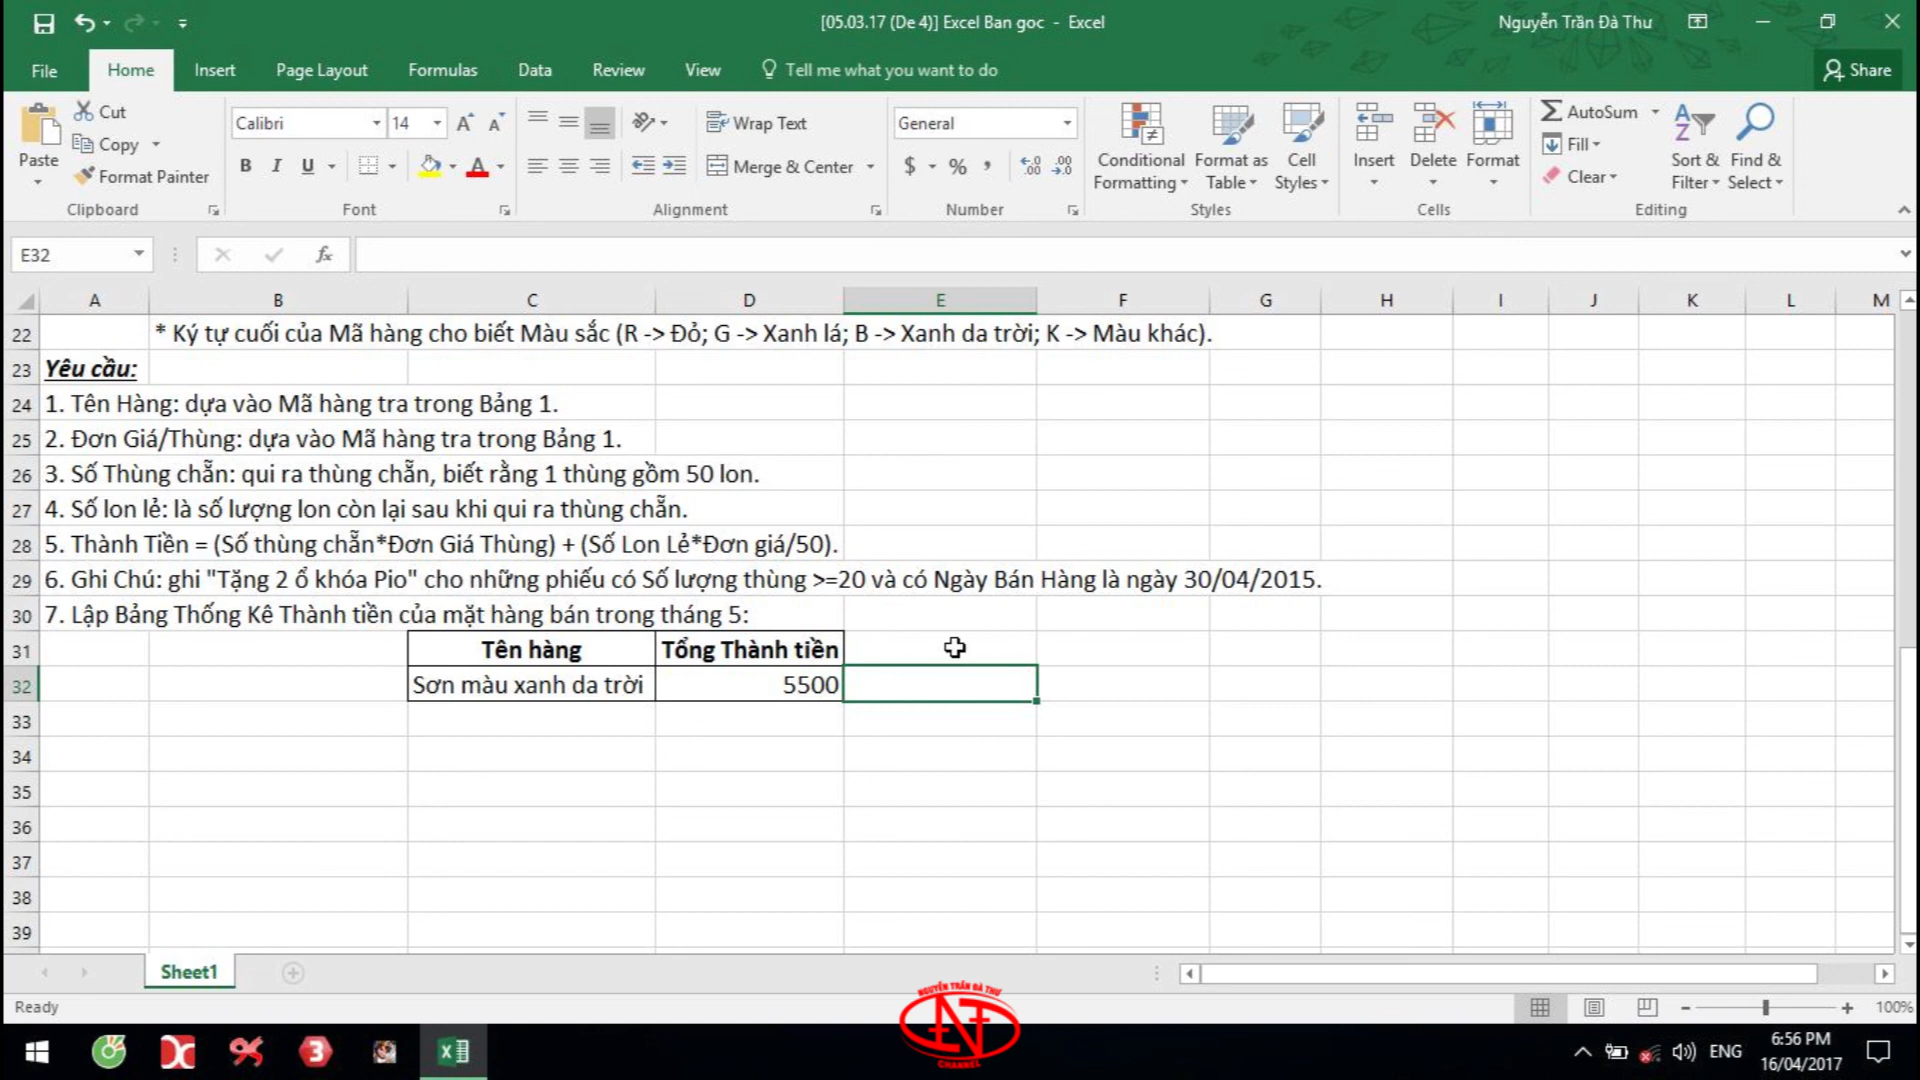 [05.03.17 (De 4)] Excel Ban goc - Excel
Nguyễn Trần Đà Thư
File Home Insert Page Layout Formulas Data Review View Tell me what you want to do Share
Paste
Cut
Copy
Format Painter
Clipboard
Calibri 14
B I U
Font
Wrap Text
Merge & Center
Alignment
General
$ % ,
Number
Conditional Formatting
Format as Table
Cell Styles
Styles
Insert Delete Format
Cells
AutoSum
Fill
Clear
Sort & Filter
Find & Select
Editing
E32 fx
A B C D E F G H I J K L M
22 * Ký tự cuối của Mã hàng cho biết Màu sắc (R -> Đỏ; G -> Xanh lá; B -> Xanh da trời; K -> Màu khác).
23 Yêu cầu:
24 1. Tên Hàng: dựa vào Mã hàng tra trong Bảng 1.
25 2. Đơn Giá/Thùng: dựa vào Mã hàng tra trong Bảng 1.
26 3. Số Thùng chẵn: qui ra thùng chẵn, biết rằng 1 thùng gồm 50 lon.
27 4. Số lon lẻ: là số lượng lon còn lại sau khi qui ra thùng chẵn.
28 5. Thành Tiền = (Số thùng chẵn*Đơn Giá Thùng) + (Số Lon Lẻ*Đơn giá/50).
29 6. Ghi Chú: ghi "Tặng 2 ổ khóa Pio" cho những phiếu có Số lượng thùng >=20 và có Ngày Bán Hàng là ngày 30/04/2015.
30 7. Lập Bảng Thống Kê Thành tiền của mặt hàng bán trong tháng 5:
31 Tên hàng Tổng Thành tiền
32 Sơn màu xanh da trời 5500
33
34
35
36
37
38
39
Sheet1
Ready
100%
NGUYỄN TRẦN ĐÀ THƯ
CHANNEL
ENG
6:56 PM
16/04/2017